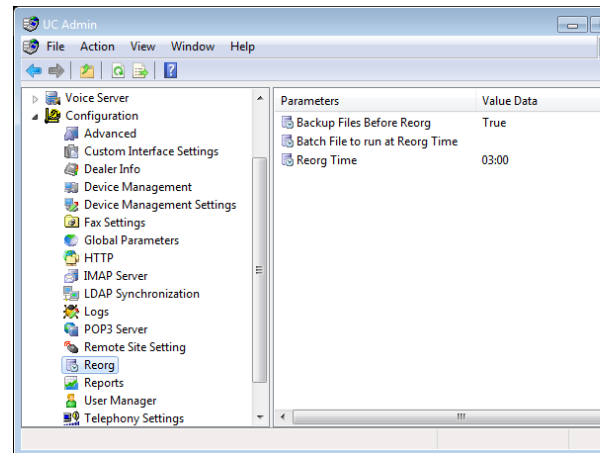 UC Admin
File Action View Window Help
Voice Server
Configuration
Advanced
Custom Interface Settings
Dealer Info
Device Management
Device Management Settings
Fax Settings
Global Parameters
HTTP
IMAP Server
LDAP Synchronization
Logs
POP3 Server
Remote Site Setting
Reorg
Reports
User Manager
Telephony Settings
Parameters Value Data
Backup Files Before Reorg True
Batch File to run at Reorg Time
Reorg Time 03:00